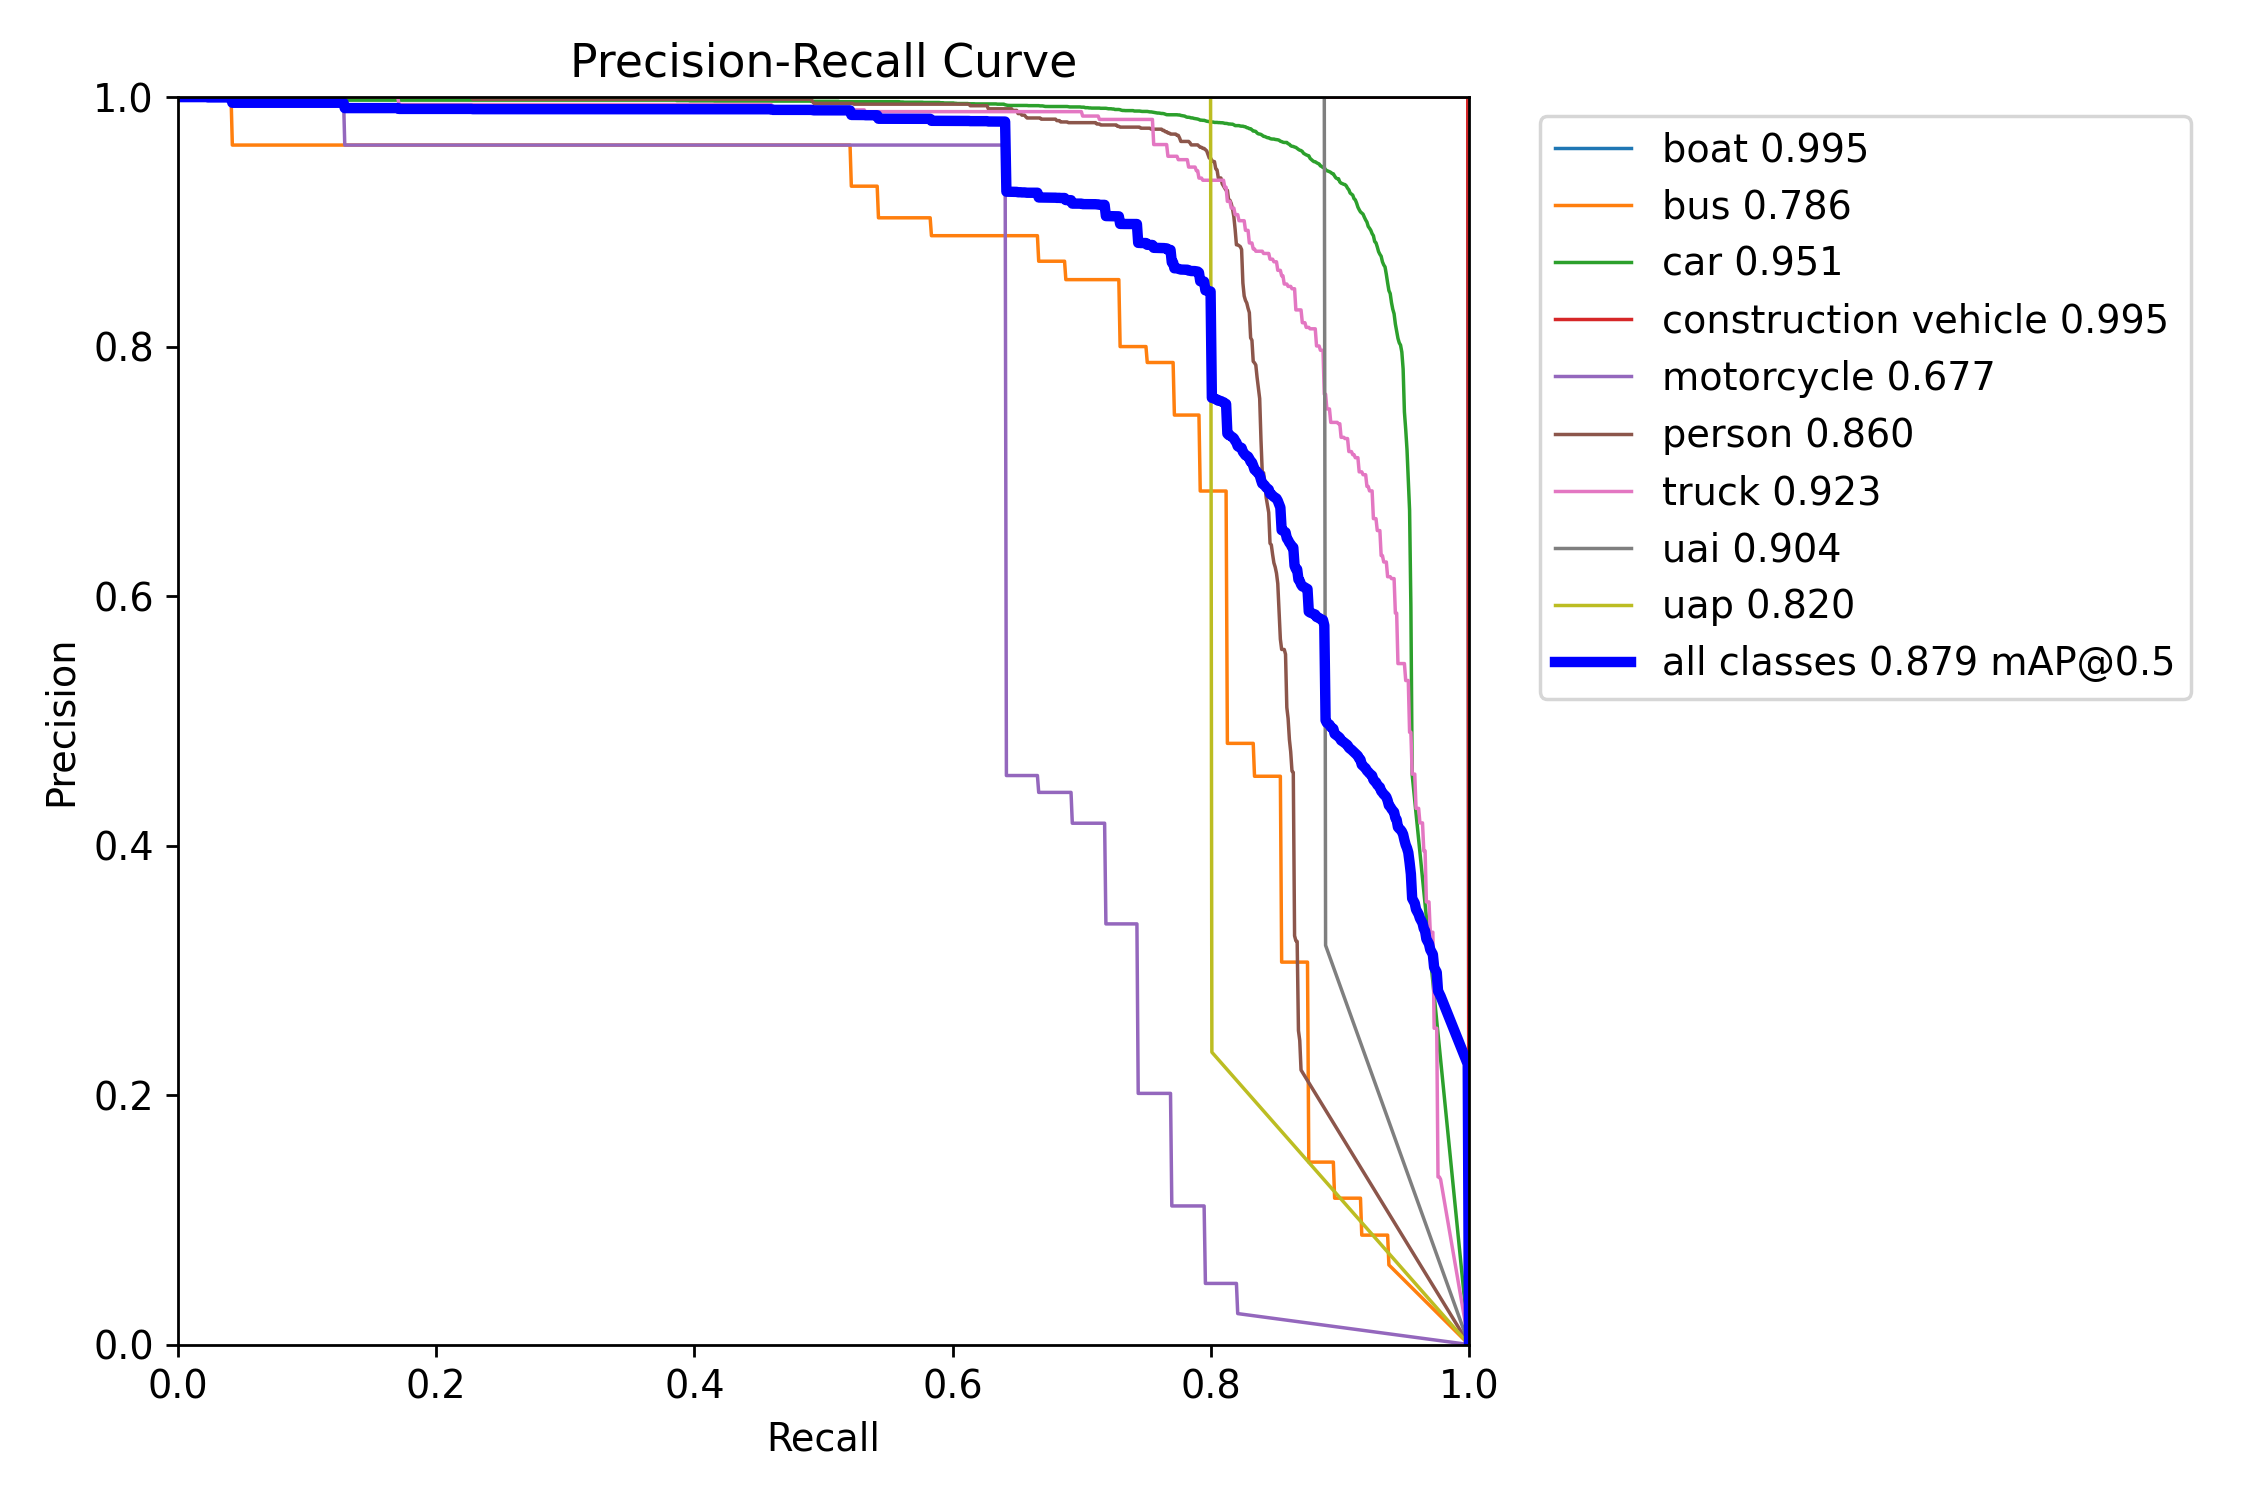 Precision-Recall Curve
1.0
0.8
0.6
0.4
0.2
0.0
Precision
0.0 0.2 0.4 0.6 0.8 1.0
Recall
boat 0.995
bus 0.786
car 0.951
construction vehicle 0.995
motorcycle 0.677
person 0.860
truck 0.923
uai 0.904
uap 0.820
all classes 0.879 mAP@0.5